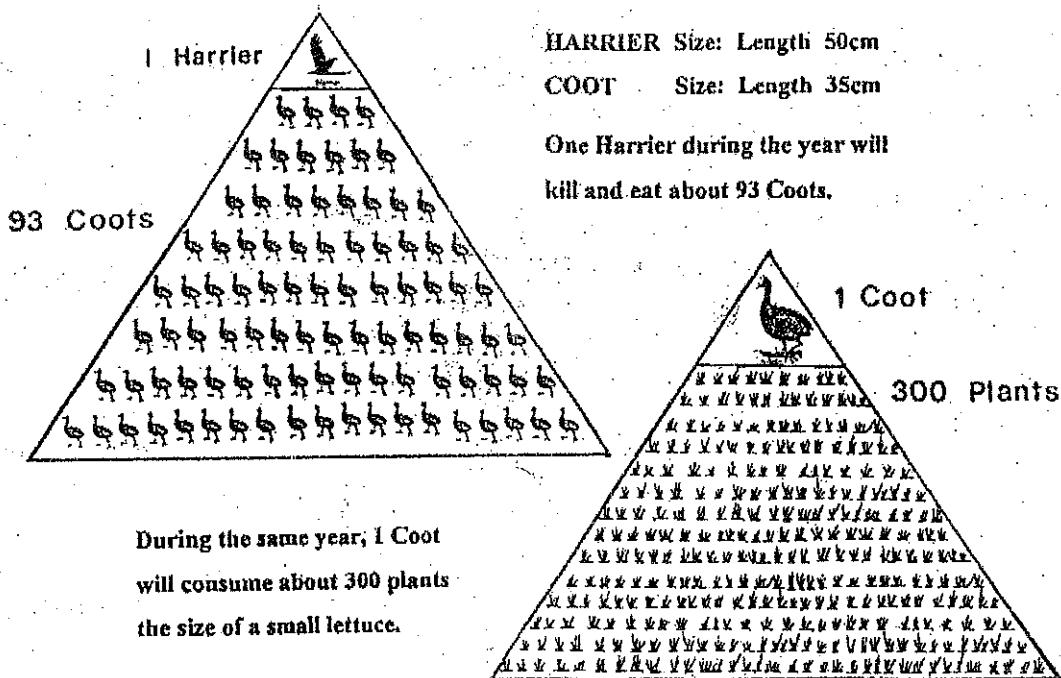 1 Harrier
HARRIER Size: Length 50cm
COOT Size: Length 35cm
One Harrier during the year will
kill and eat about 93 Coots.
93 Coots
1 Coot
300 Plants
During the same year, 1 Coot
will consume about 300 plants
the size of a small lettuce.